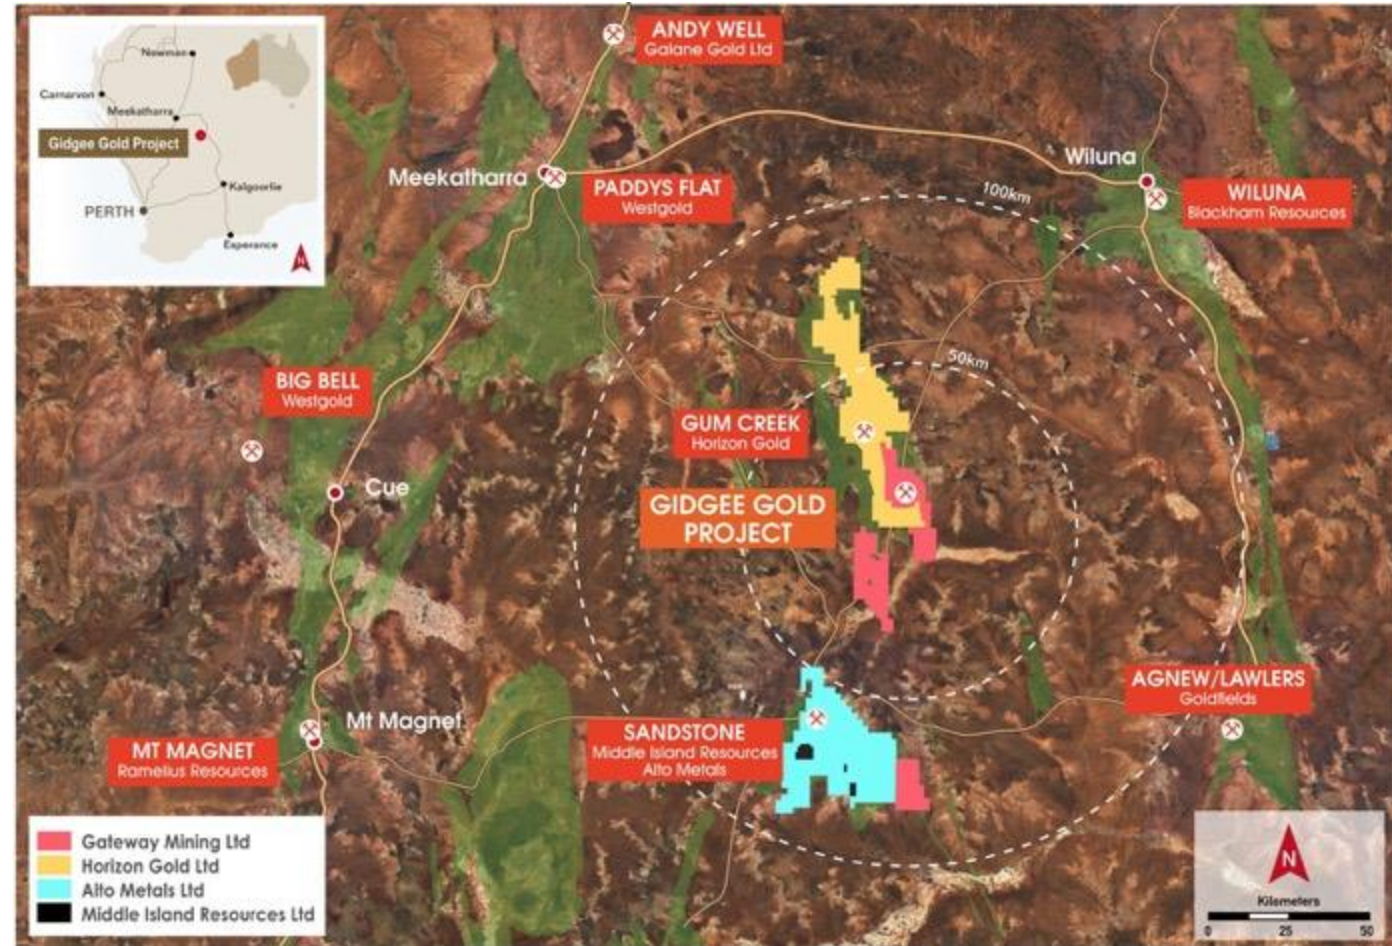 Newman
Carnarvon
Meekatharra
Gidgee Gold Project
Kalgoorlie
PERTH
Esperance
N
ANDY WELL
Galane Gold Ltd
Meekatharra
PADDYS FLAT
Westgold
Wiluna
WILUNA
Blackham Resources
100km
50km
BIG BELL
Westgold
GUM CREEK
Horizon Gold
Cue
GIDGEE GOLD
PROJECT
AGNEW/LAWLERS
Goldfields
Mt Magnet
MT MAGNET
Ramelius Resources
SANDSTONE
Middle Island Resources
Alto Metals
Gateway Mining Ltd
Horizon Gold Ltd
Alto Metals Ltd
Middle Island Resources Ltd
N
Kilometers
0 25 50